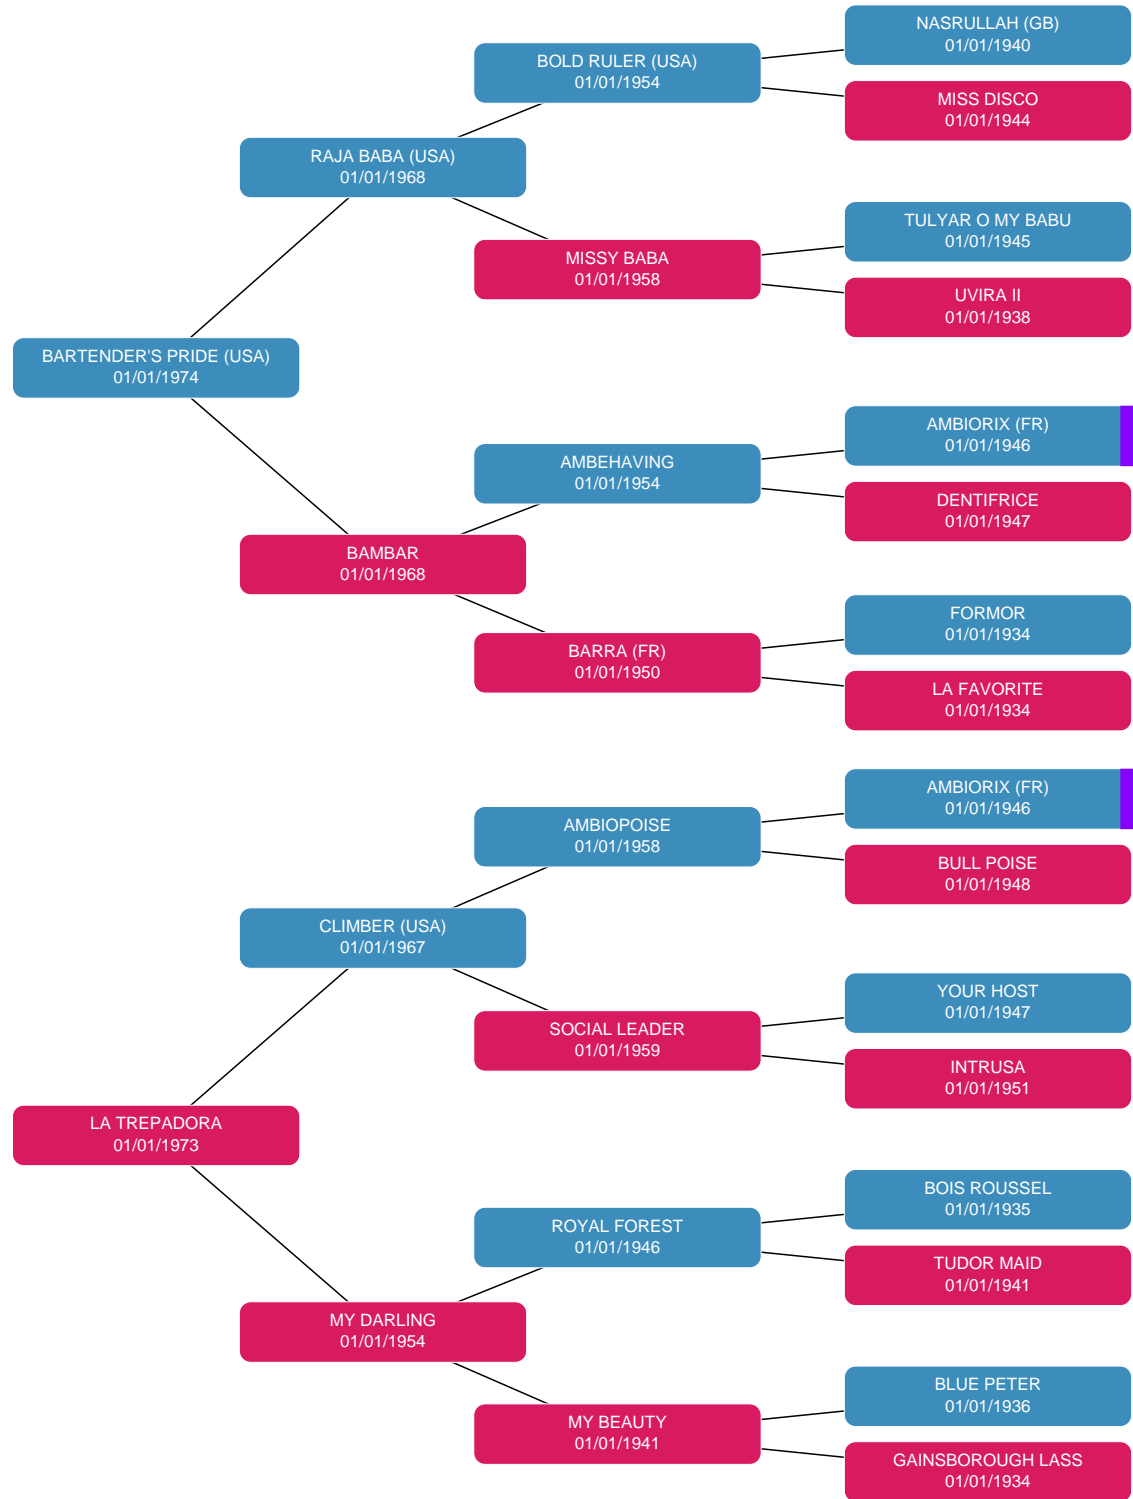 NASRULLAH (GB)
01/01/1940
BOLD RULER (USA)
01/01/1954
MISS DISCO
01/01/1944
RAJA BABA (USA)
01/01/1968
TULYAR O MY BABU
01/01/1945
MISSY BABA
01/01/1958
UVIRA II
01/01/1938
BARTENDER'S PRIDE (USA)
01/01/1974
AMBIORIX (FR)
01/01/1946
AMBEHAVING
01/01/1954
DENTIFRICE
01/01/1947
BAMBAR
01/01/1968
FORMOR
01/01/1934
BARRA (FR)
01/01/1950
LA FAVORITE
01/01/1934
AMBIORIX (FR)
01/01/1946
AMBIOPOISE
01/01/1958
BULL POISE
01/01/1948
CLIMBER (USA)
01/01/1967
YOUR HOST
01/01/1947
SOCIAL LEADER
01/01/1959
INTRUSA
01/01/1951
LA TREPADORA
01/01/1973
BOIS ROUSSEL
01/01/1935
ROYAL FOREST
01/01/1946
TUDOR MAID
01/01/1941
MY DARLING
01/01/1954
BLUE PETER
01/01/1936
MY BEAUTY
01/01/1941
GAINSBOROUGH LASS
01/01/1934